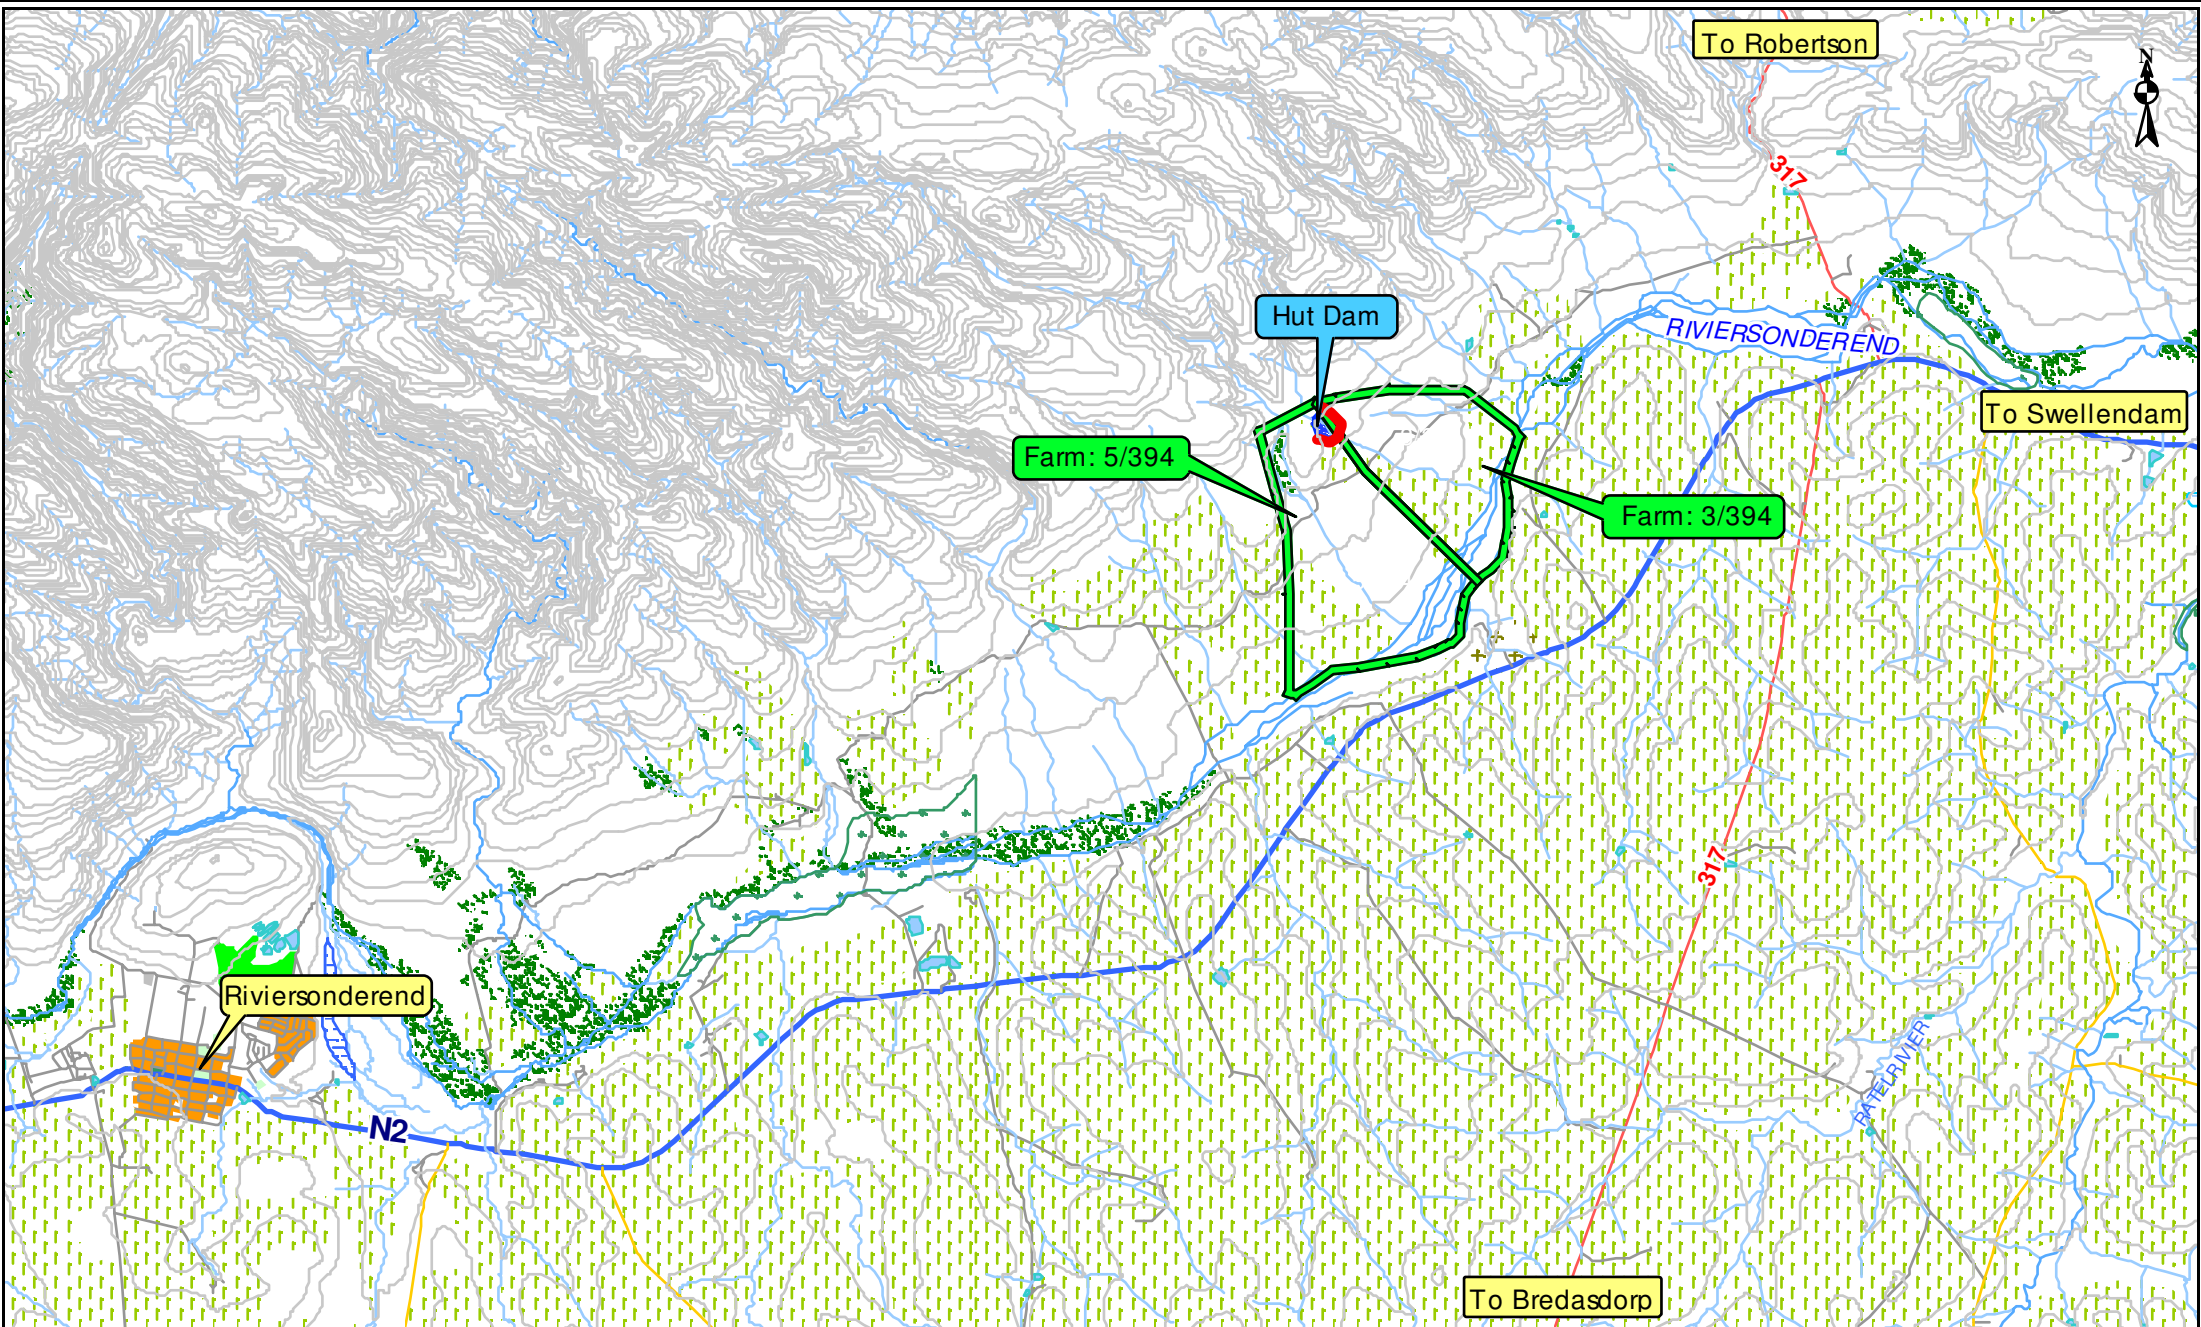 To Robertson
N
317
Hut Dam
RIVIERSONDEREND
To Swellendam
Farm: 5/394
Farm: 3/394
317
Riviersonderend
RATELRIVIER
N2
To Bredasdorp